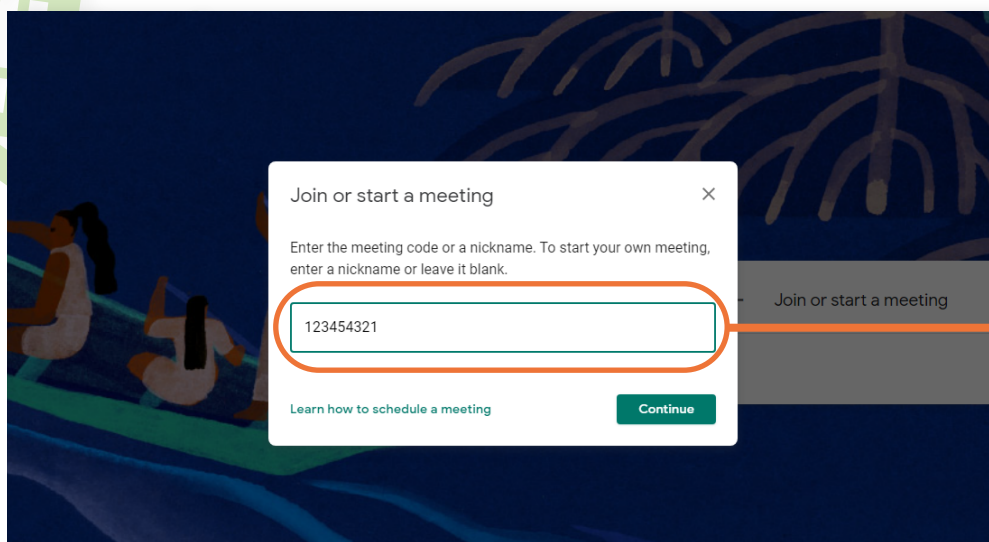 Join or start a meeting
Enter the meeting code or a nickname. To start your own meeting,
enter a nickname or leave it blank.
123454321
Learn how to schedule a meeting
Continue
Join or start a meeting